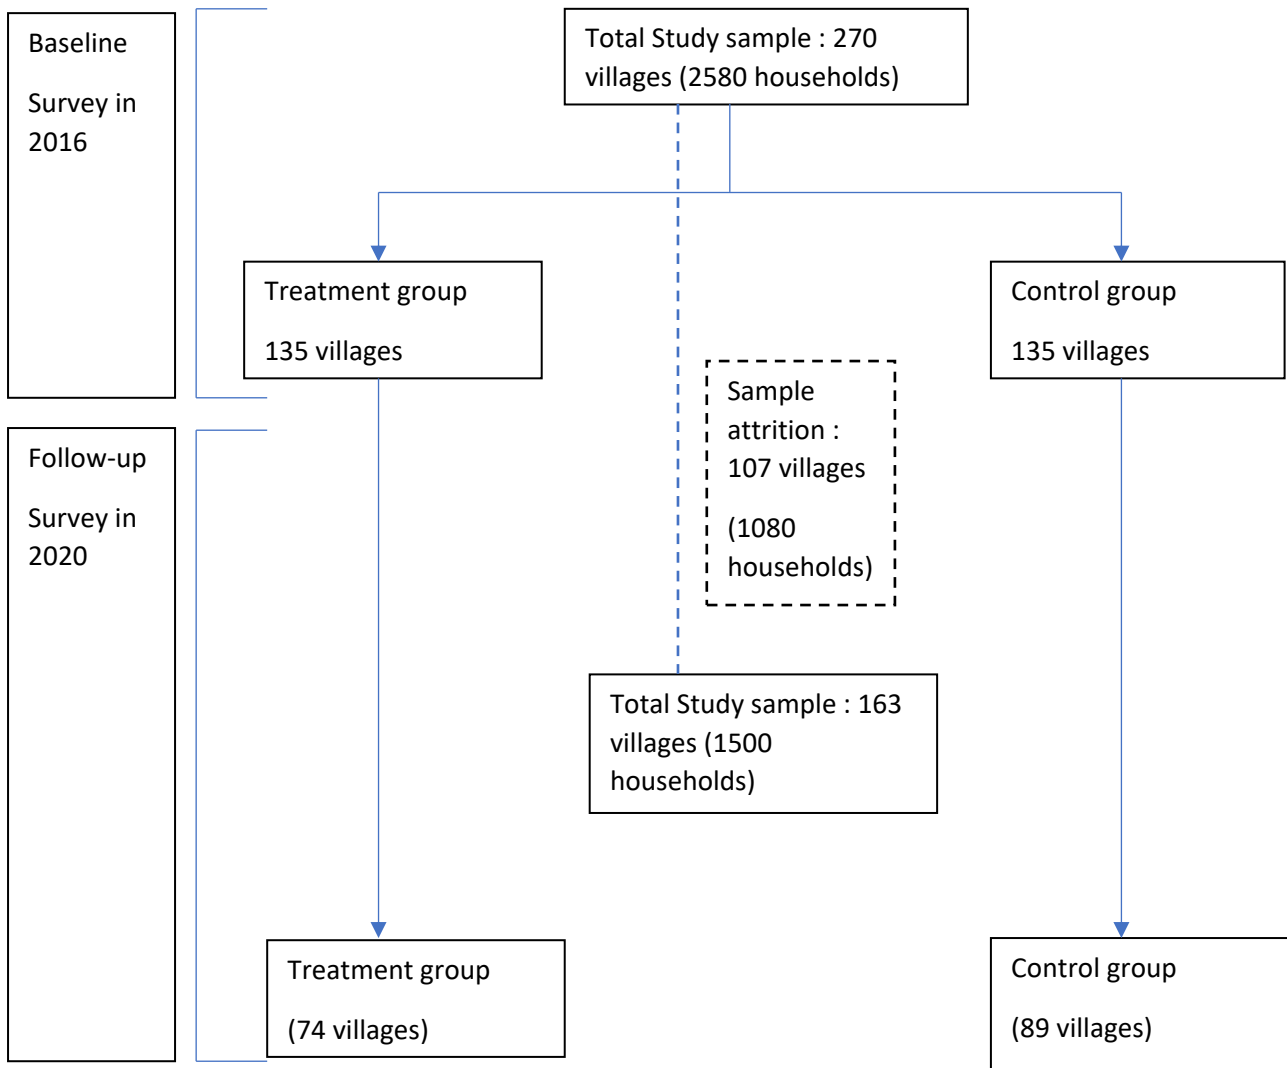 Baseline
Survey in
2016
Total Study sample : 270
villages (2580 households)
Treatment group
135 villages
Control group
135 villages
Sample
attrition :
107 villages
(1080
households)
Follow-up
Survey in
2020
Total Study sample : 163
villages (1500
households)
Treatment group
(74 villages)
Control group
(89 villages)